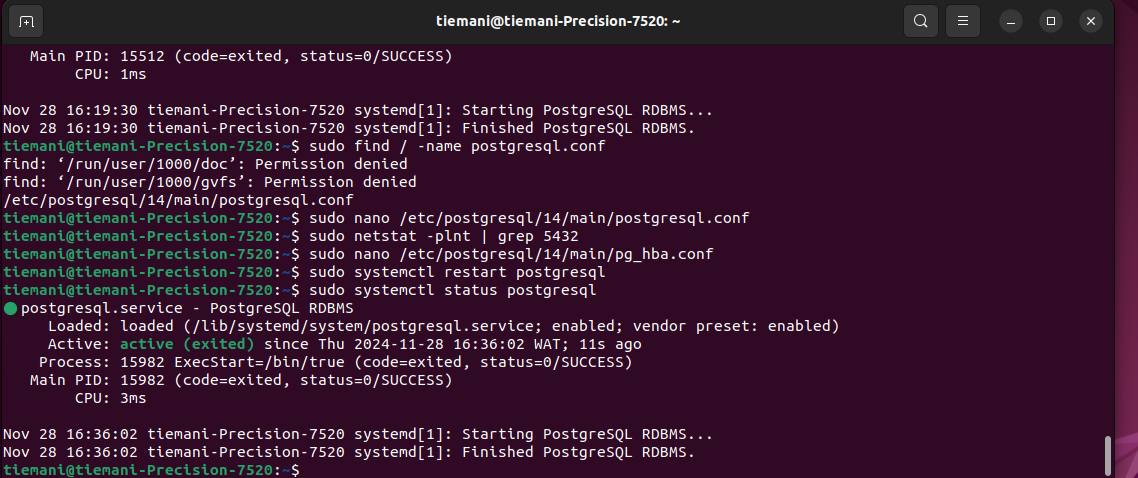 tiemani@tiemani-Precision-7520: ~
Main PID: 15512 (code=exited, status=0/SUCCESS)
CPU: 1ms
Nov 28 16:19:30 tiemani-Precision-7520 systemd[1]: Starting PostgreSQL RDBMS...
Nov 28 16:19:30 tiemani-Precision-7520 systemd[1]: Finished PostgreSQL RDBMS.
tiemani@tiemani-Precision-7520:~$ sudo find / -name postgresql.conf
find: ‘/run/user/1000/doc’: Permission denied
find: ‘/run/user/1000/gvfs’: Permission denied
/etc/postgresql/14/main/postgresql.conf
tiemani@tiemani-Precision-7520:~$ sudo nano /etc/postgresql/14/main/postgresql.conf
tiemani@tiemani-Precision-7520:~$ sudo netstat -plnt | grep 5432
tiemani@tiemani-Precision-7520:~$ sudo nano /etc/postgresql/14/main/pg_hba.conf
tiemani@tiemani-Precision-7520:~$ sudo systemctl restart postgresql
tiemani@tiemani-Precision-7520:~$ sudo systemctl status postgresql
● postgresql.service - PostgreSQL RDBMS
Loaded: loaded (/lib/systemd/system/postgresql.service; enabled; vendor preset: enabled)
Active: active (exited) since Thu 2024-11-28 16:36:02 WAT; 11s ago
Process: 15982 ExecStart=/bin/true (code=exited, status=0/SUCCESS)
Main PID: 15982 (code=exited, status=0/SUCCESS)
CPU: 3ms
Nov 28 16:36:02 tiemani-Precision-7520 systemd[1]: Starting PostgreSQL RDBMS...
Nov 28 16:36:02 tiemani-Precision-7520 systemd[1]: Finished PostgreSQL RDBMS.
tiemani@tiemani-Precision-7520:~$